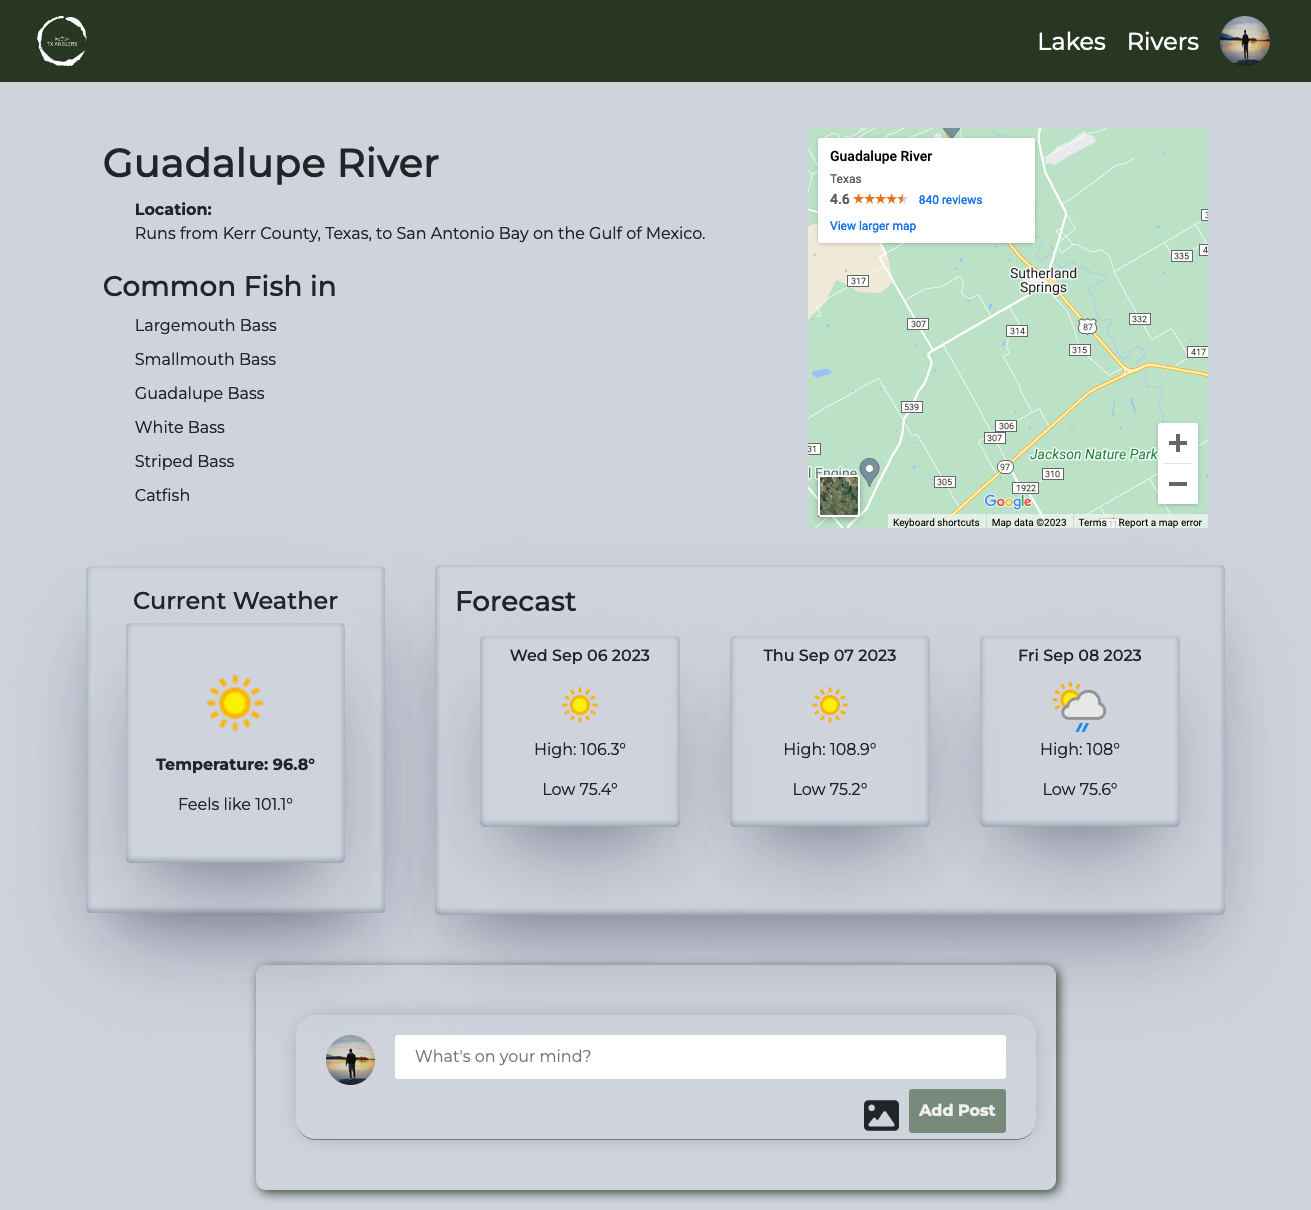 TX ANGLERS
Lakes
Rivers
Guadalupe River
Location:
Runs from Kerr County, Texas, to San Antonio Bay on the Gulf of Mexico.
Common Fish in
Largemouth Bass
Smallmouth Bass
Guadalupe Bass
White Bass
Striped Bass
Catfish
Guadalupe River
Texas
4.6
840 reviews
View larger map
335
317
Sutherland
Springs
307
314
87
332
315
417
539
306
307
31
Jackson Nature Park
97
310
l Engine
305
1922
Google
Keyboard shortcuts
Map data ©2023
Terms
Report a map error
Current Weather
Temperature: 96.8°
Feels like 101.1°
Forecast
Wed Sep 06 2023
High: 106.3°
Low 75.4°
Thu Sep 07 2023
High: 108.9°
Low 75.2°
Fri Sep 08 2023
High: 108°
Low 75.6°
What's on your mind?
Add Post